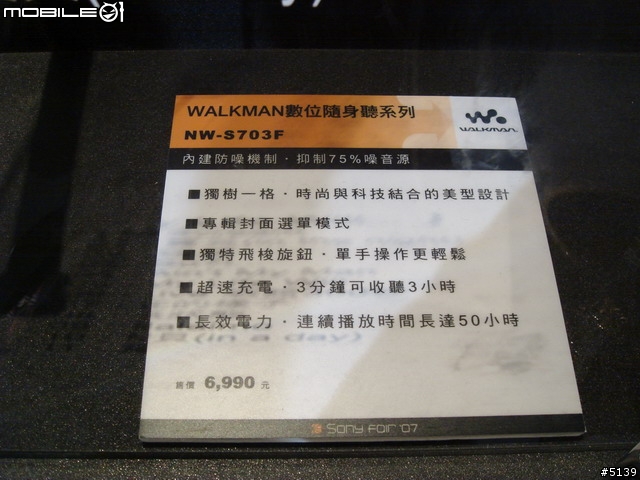 MOBILE01
WALKMAN數位隨身聽系列
NW-S703F
WALKMAN
內建防噪機制．抑制75%噪音源
■獨樹一格．時尚與科技結合的美型設計
■專輯封面選單模式
■獨特飛梭旋鈕．單手操作更輕鬆
■超速充電．3分鐘可收聽3小時
■長效電力．連續播放時間長達50小時
(in a day)
售價 6,990 元
Sony Fair '07
#5139